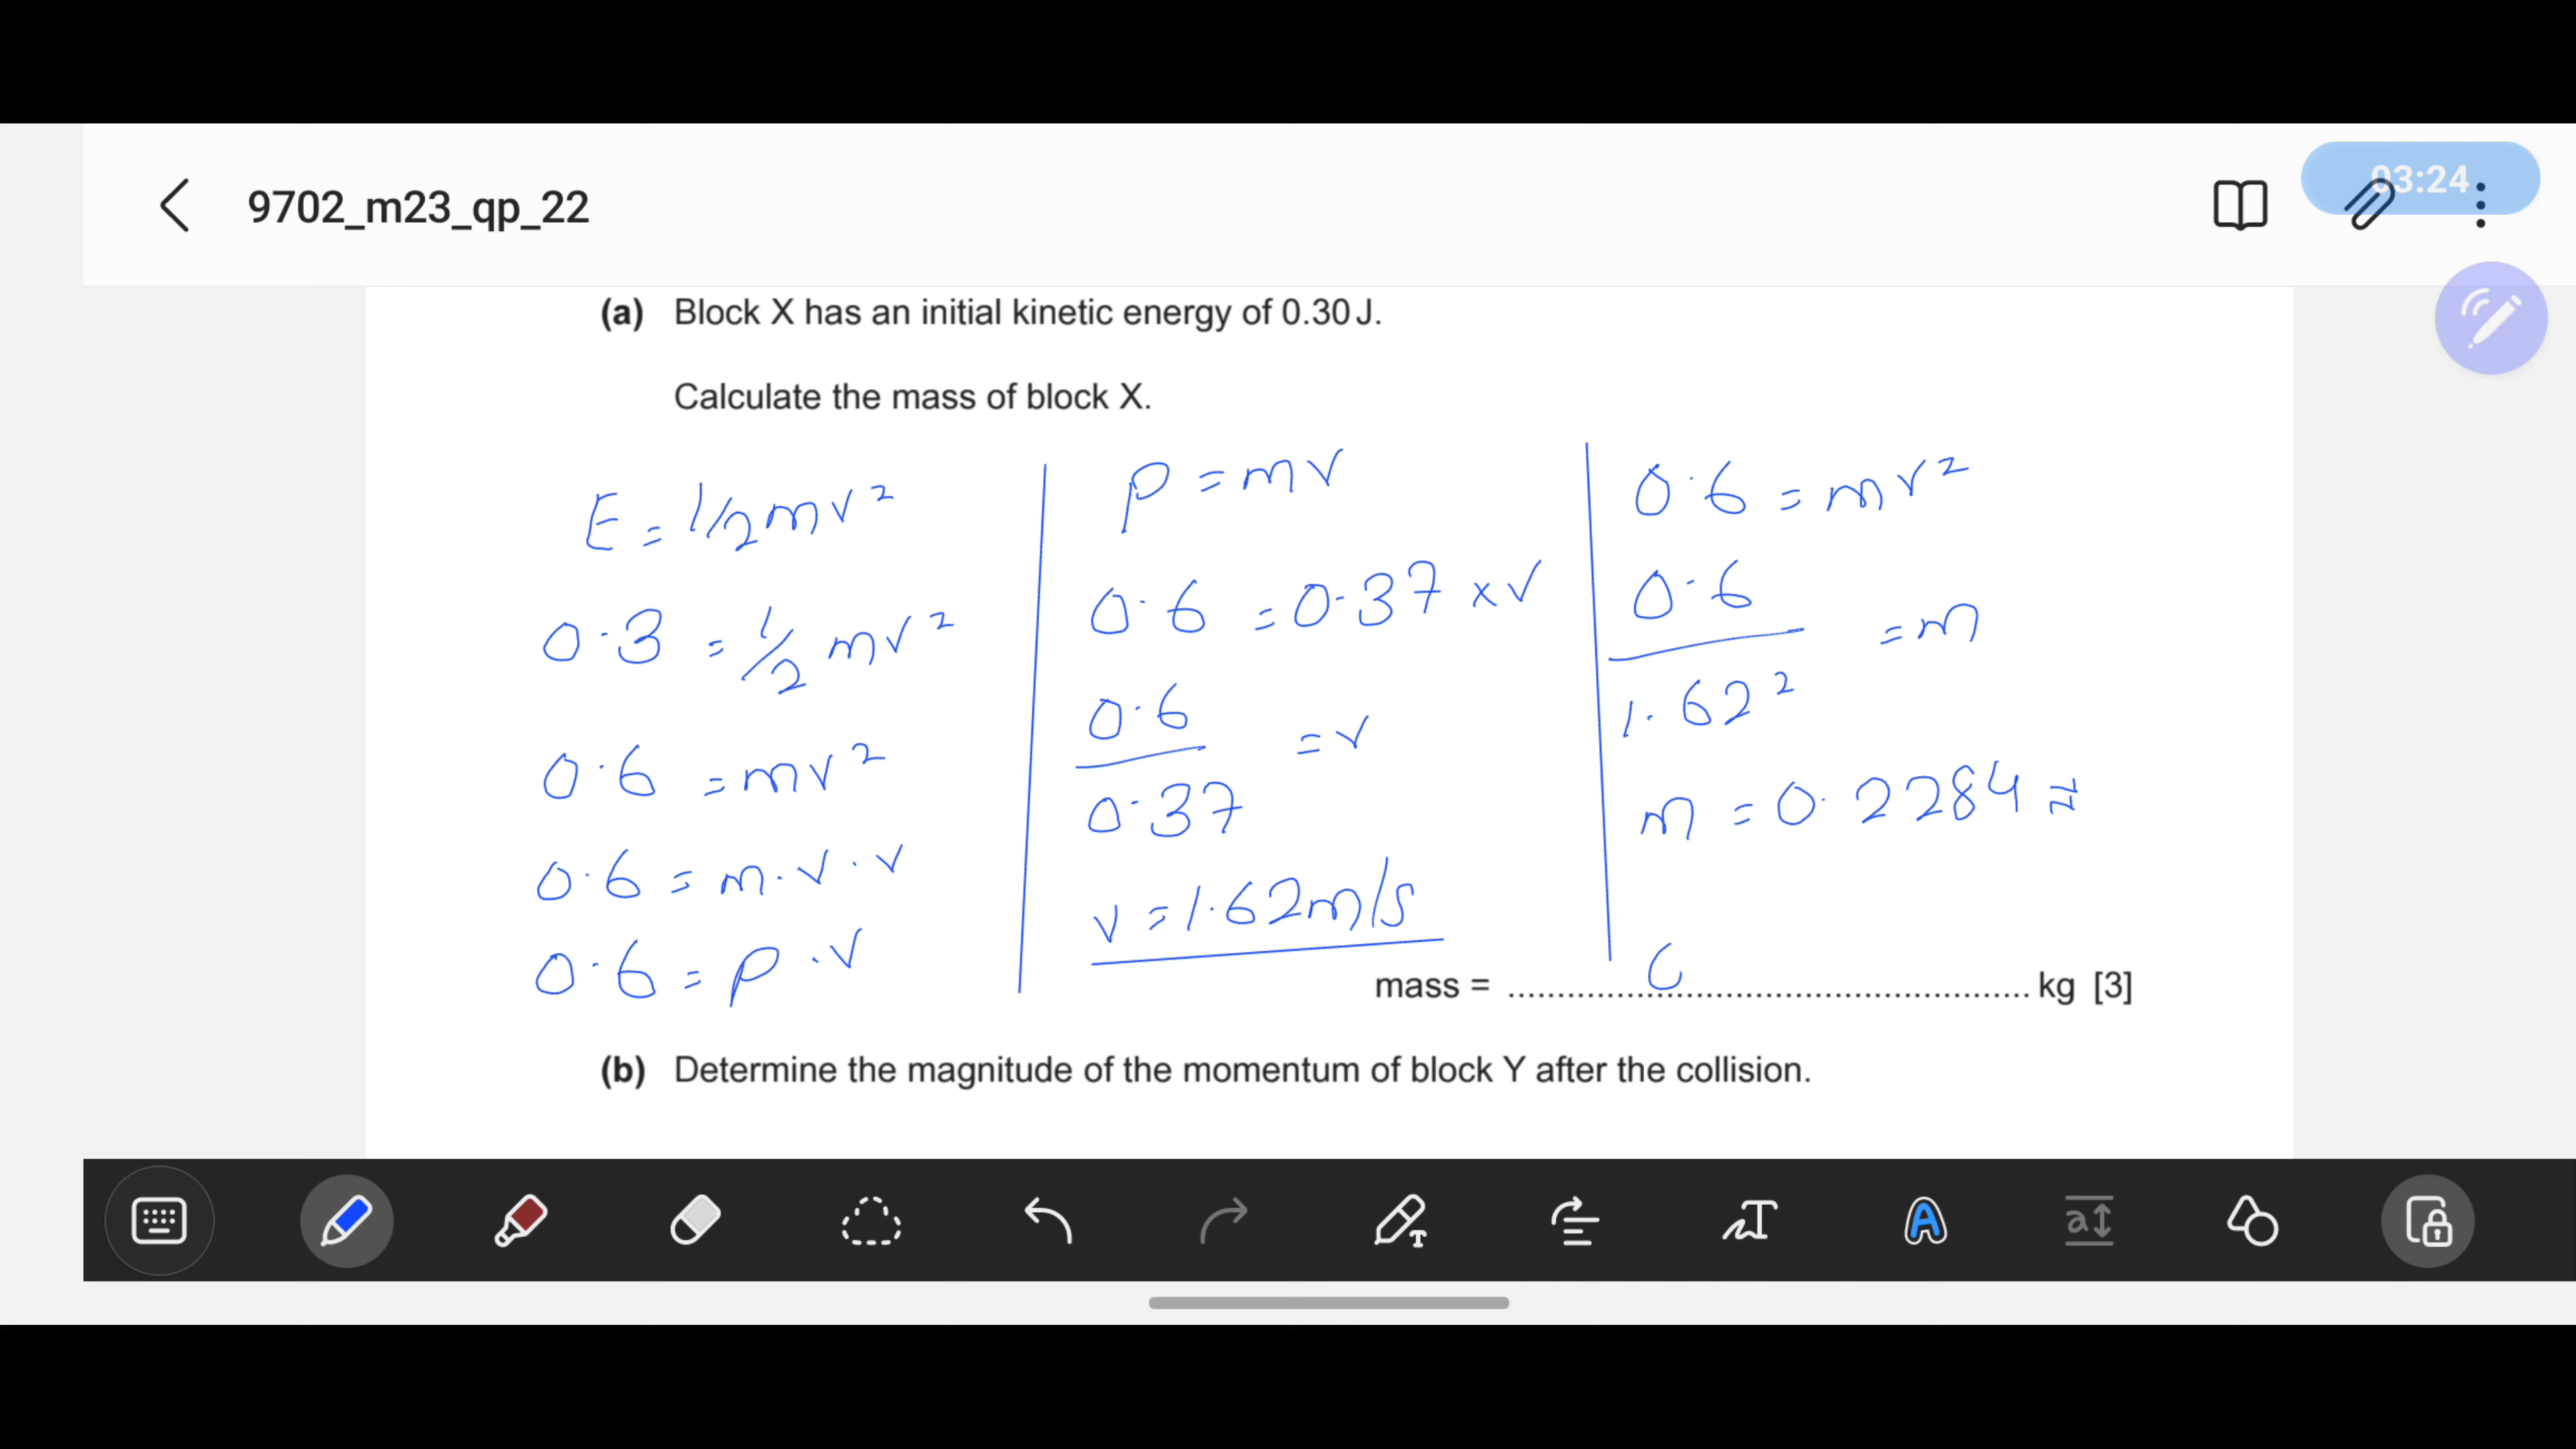 9702_m23_qp_22
03:24
(a) Block X has an initial kinetic energy of 0.30 J.
Calculate the mass of block X.
E = 1/2 mv²
0.3 = 1/2 mv²
0.6 = mv²
0.6 = m.v.v
0.6 = p.v
p = mv
0.6 = 0.37 x v
0.6
= v
0.37
v = 1.62m/s
0.6 = mv²
0.6
= m
1.62²
m = 0.2284 ≈
mass = .................................................... kg [3]
(b) Determine the magnitude of the momentum of block Y after the collision.
T
T
A
a